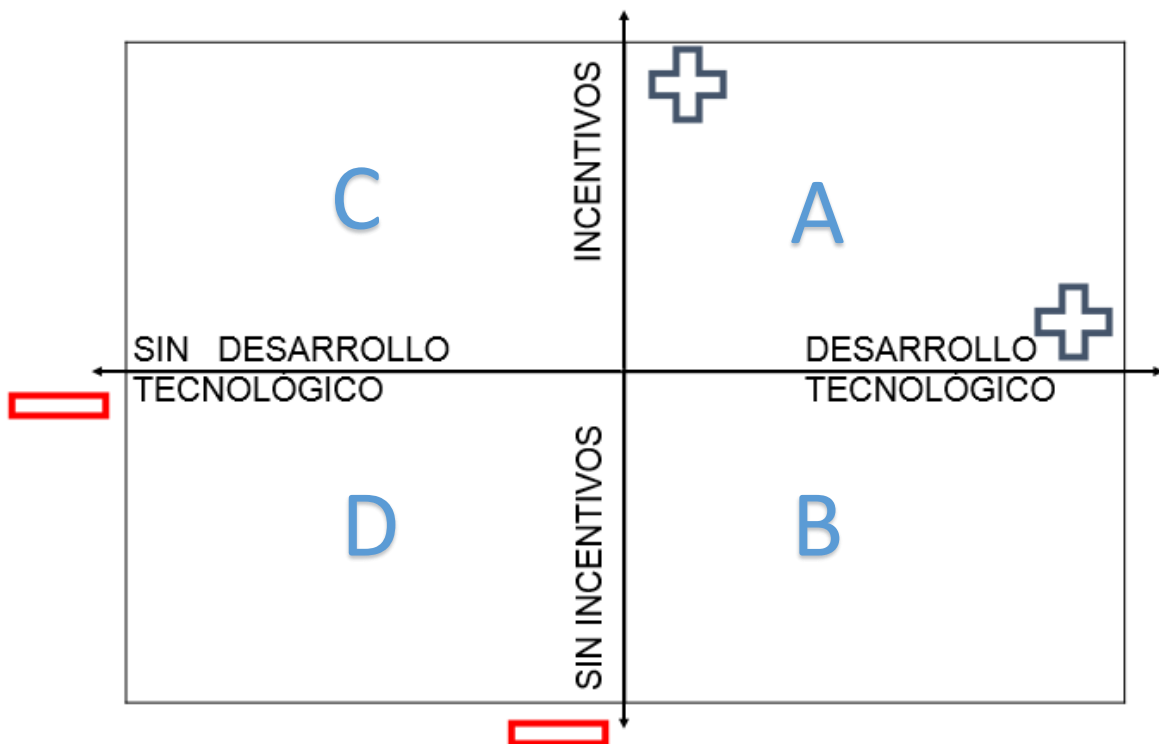 INCENTIVOS
C
A
SIN DESARROLLO
TECNOLÓGICO
DESARROLLO
TECNOLÓGICO
D
SIN INCENTIVOS
B